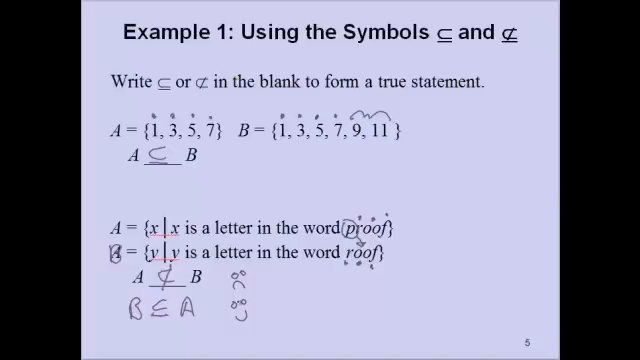 Example 1: Using the Symbols ⊆ and ⊄
Write ⊆ or ⊄ in the blank to form a true statement.
A = {1, 3, 5, 7} B = {1, 3, 5, 7, 9, 11}
A ⊆ B
A = {x | x is a letter in the word proof}
B = {y | y is a letter in the word roof}
A ⊄ B
B ⊆ A
5